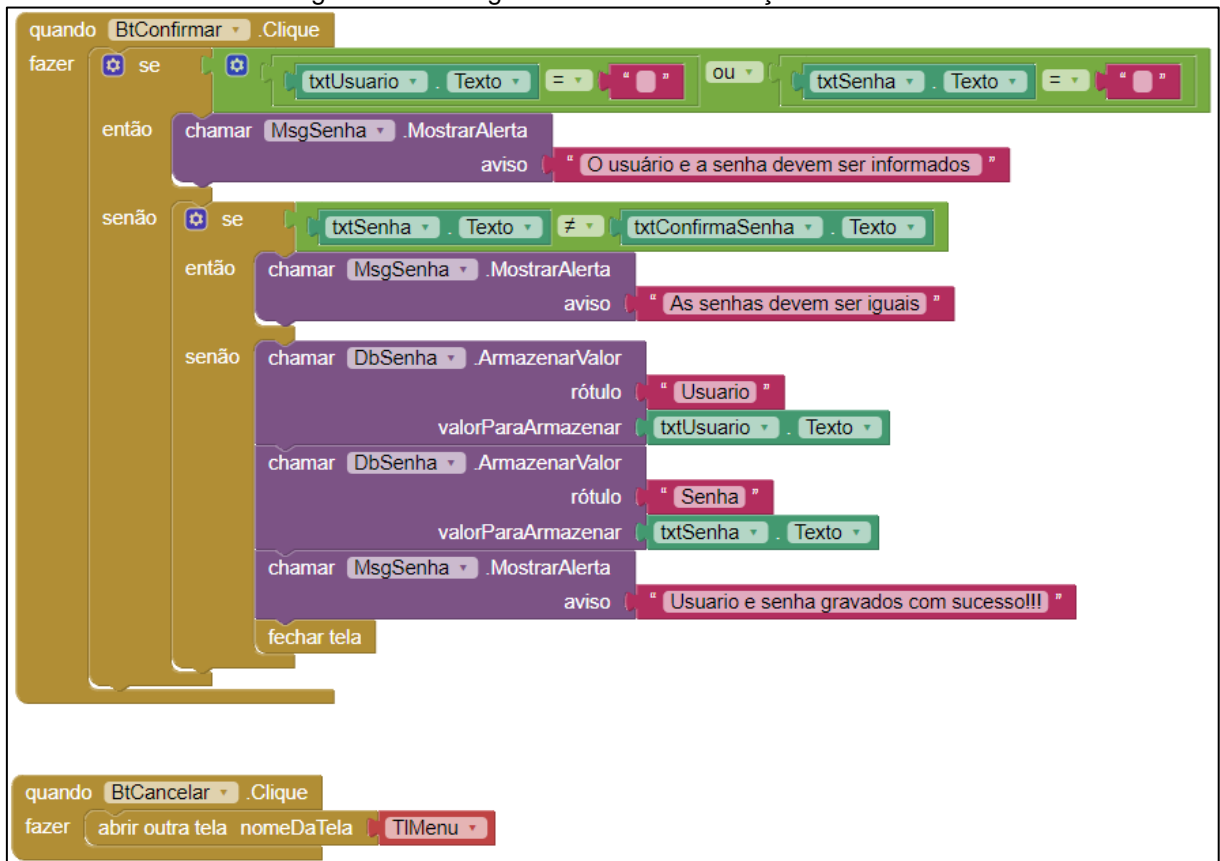 quando BtConfirmar .Clique
fazer se txtUsuario . Texto = " " ou txtSenha . Texto = " "
então chamar MsgSenha .MostrarAlerta
aviso " O usuário e a senha devem ser informados "
senão se txtSenha . Texto ≠ txtConfirmaSenha . Texto
então chamar MsgSenha .MostrarAlerta
aviso " As senhas devem ser iguais "
senão chamar DbSenha .ArmazenarValor
rótulo " Usuario "
valorParaArmazenar txtUsuario . Texto
chamar DbSenha .ArmazenarValor
rótulo " Senha "
valorParaArmazenar txtSenha . Texto
chamar MsgSenha .MostrarAlerta
aviso " Usuario e senha gravados com sucesso!!! "
fechar tela
quando BtCancelar .Clique
fazer abrir outra tela nomeDaTela TlMenu